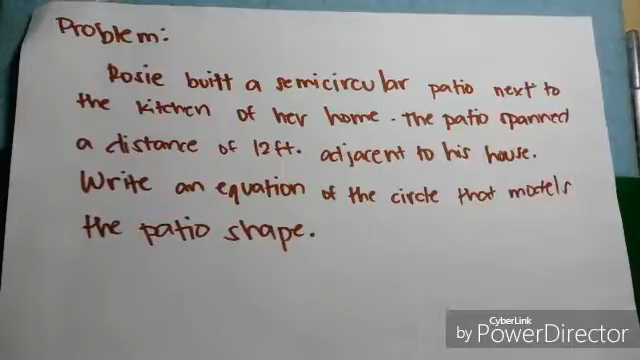 Problem:
Rosie built a semicircular patio next to
the kitchen of her home. The patio spanned
a distance of 12ft. adjacent to his house.
Write an equation of the circle that models
the patio shape.
CyberLink
by PowerDirector